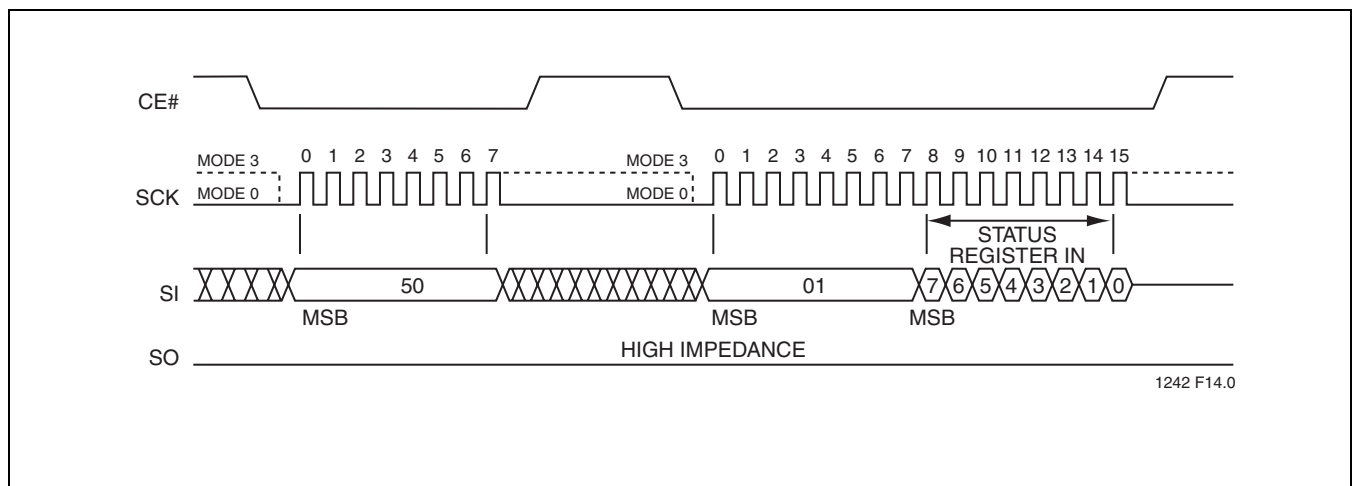 CE#
MODE 3 0 1 2 3 4 5 6 7 MODE 3 0 1 2 3 4 5 6 7 8 9 10 11 12 13 14 15
SCK MODE 0 MODE 0
STATUS
REGISTER IN
SI 50 01 7 6 5 4 3 2 1 0
MSB MSB MSB
SO HIGH IMPEDANCE
1242 F14.0